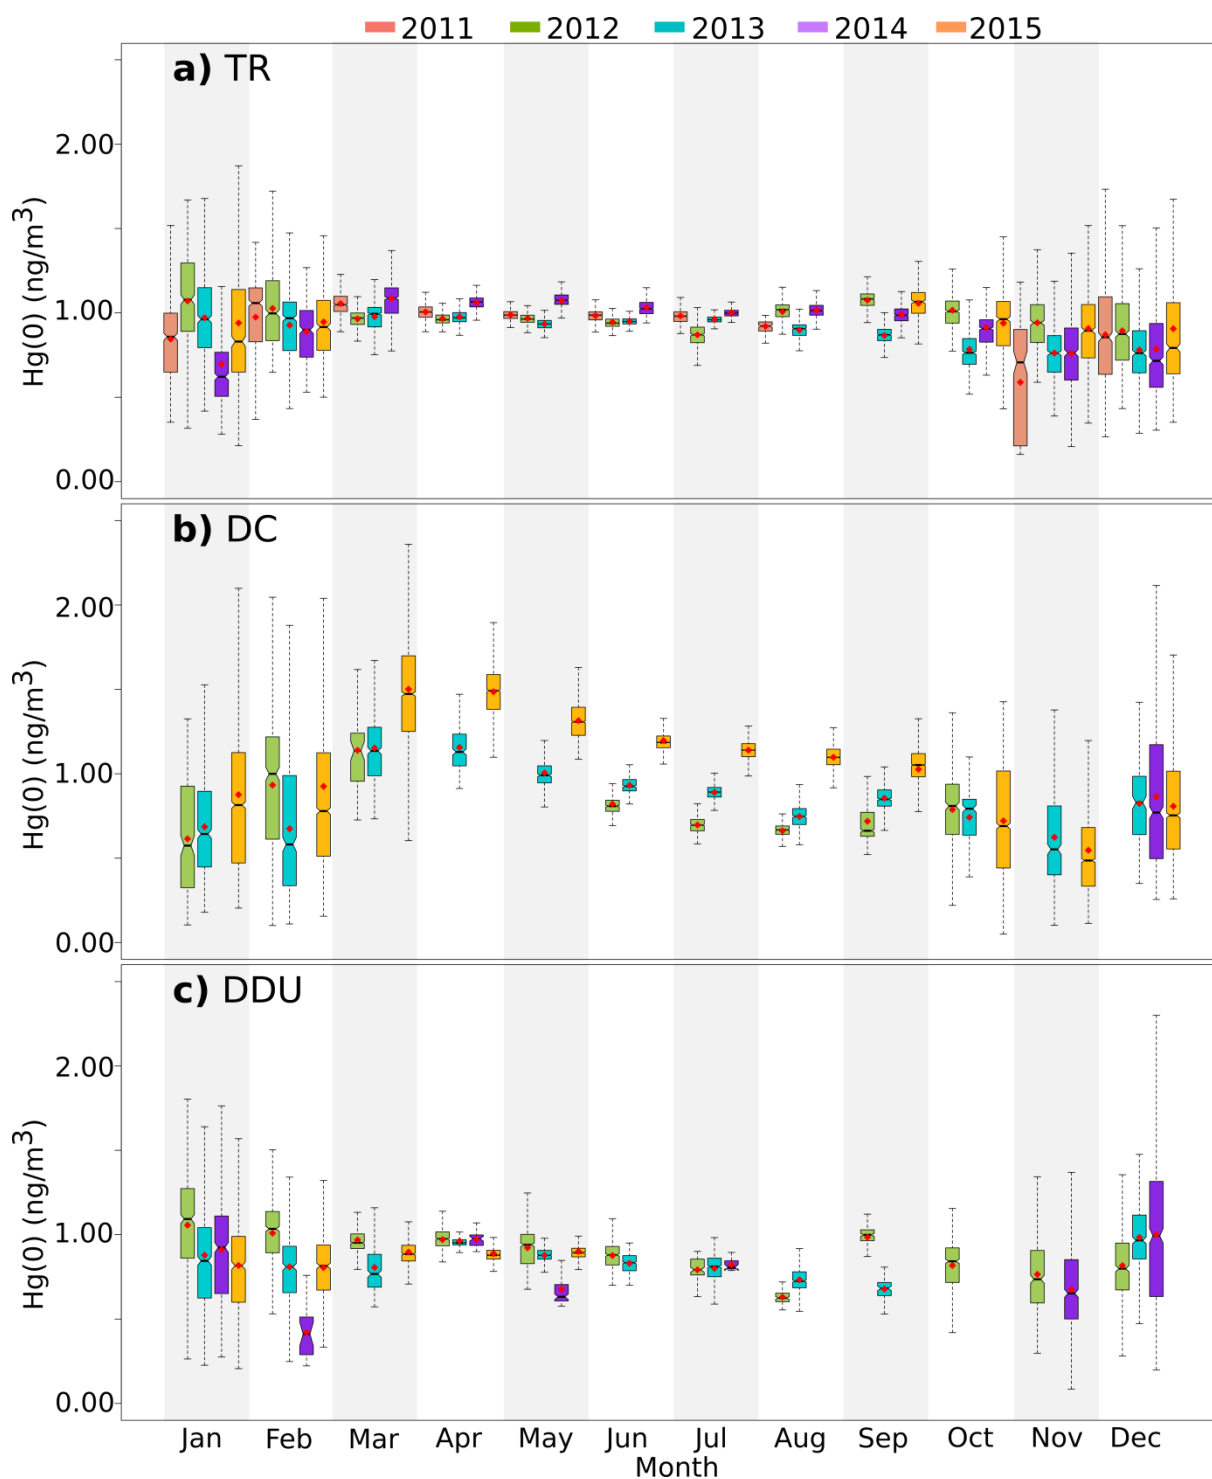 2011 2012 2013 2014 2015
a) TR
2.00
1.00
0.00
Hg(0) (ng/m³)
b) DC
2.00
1.00
0.00
Hg(0) (ng/m³)
c) DDU
2.00
1.00
0.00
Hg(0) (ng/m³)
Jan Feb Mar Apr May Jun Jul Aug Sep Oct Nov Dec
Month